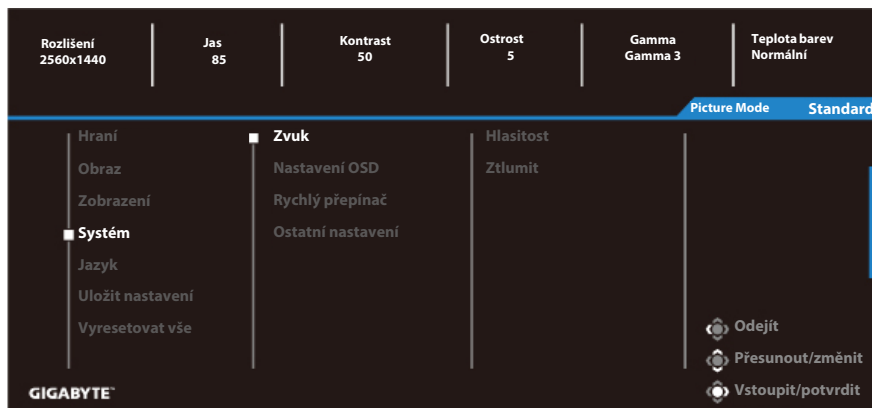 Rozlišení
2560x1440
Jas
85
Kontrast
50
Ostrost
5
Gamma
Gamma 3
Teplota barev
Normální
Picture Mode Standard
Hraní
Obraz
Zobrazení
Systém
Jazyk
Uložit nastavení
Vyresetovat vše
Zvuk
Nastavení OSD
Rychlý přepínač
Ostatní nastavení
Hlasitost
Ztlumit
Odejít
Přesunout/změnit
Vstoupit/potvrdit
GIGABYTE™